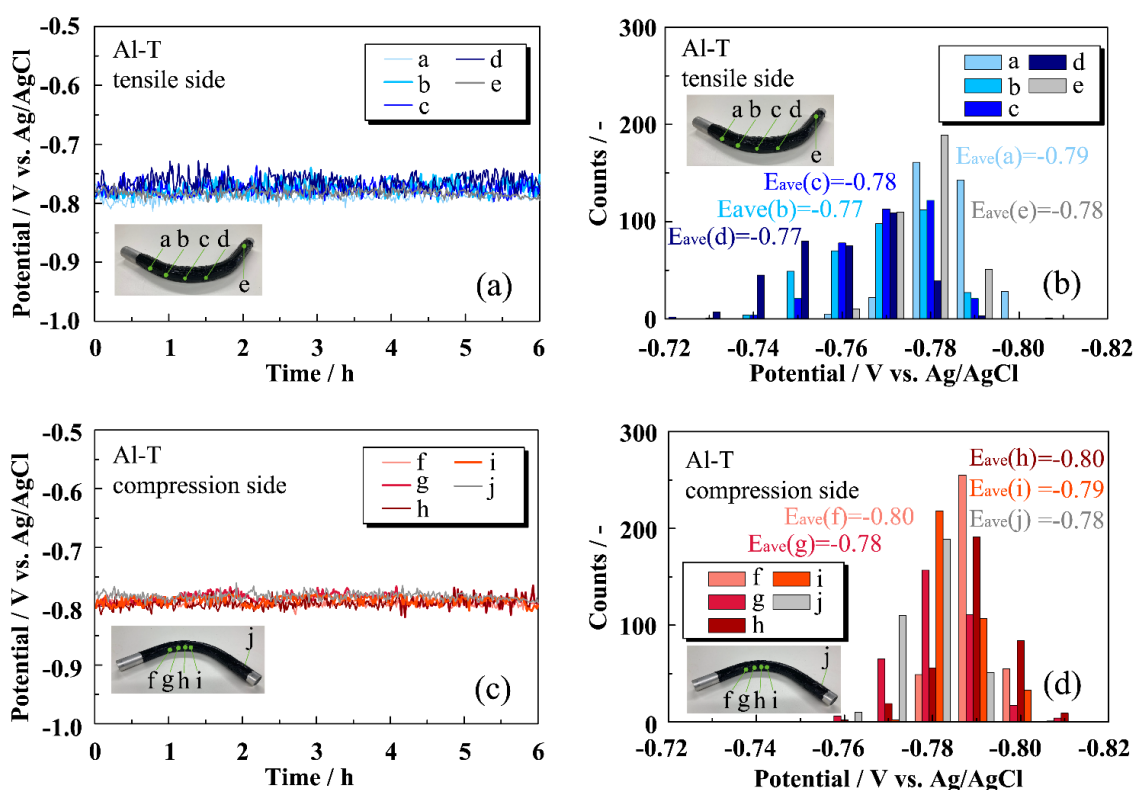 -0.5
-0.6
-0.7
-0.8
-0.9
-1.0
Potential / V vs. Ag/AgCl
Al-T
tensile side
a d
b e
c
a b c d
e
(a)
0 1 2 3 4 5 6
Time / h
300
200
100
0
Counts / -
Al-T
tensile side
a d
b e
c
a b c d
e
Eave(a)=-0.79
Eave(c)=-0.78
Eave(b)=-0.77
Eave(e)=-0.78
Eave(d)=-0.77
(b)
-0.72 -0.74 -0.76 -0.78 -0.80 -0.82
Potential / V vs. Ag/AgCl
-0.5
-0.6
-0.7
-0.8
-0.9
-1.0
Potential / V vs. Ag/AgCl
Al-T
compression side
f i
g j
h
j
f g h i
(c)
0 1 2 3 4 5 6
Time / h
300
200
100
0
Counts / -
Al-T
compression side
Eave(h)=-0.80
Eave(i) =-0.79
Eave(f)=-0.80
Eave(j)=-0.78
Eave(g)=-0.78
f i
g j
h
j
f g h i
(d)
-0.72 -0.74 -0.76 -0.78 -0.80 -0.82
Potential / V vs. Ag/AgCl